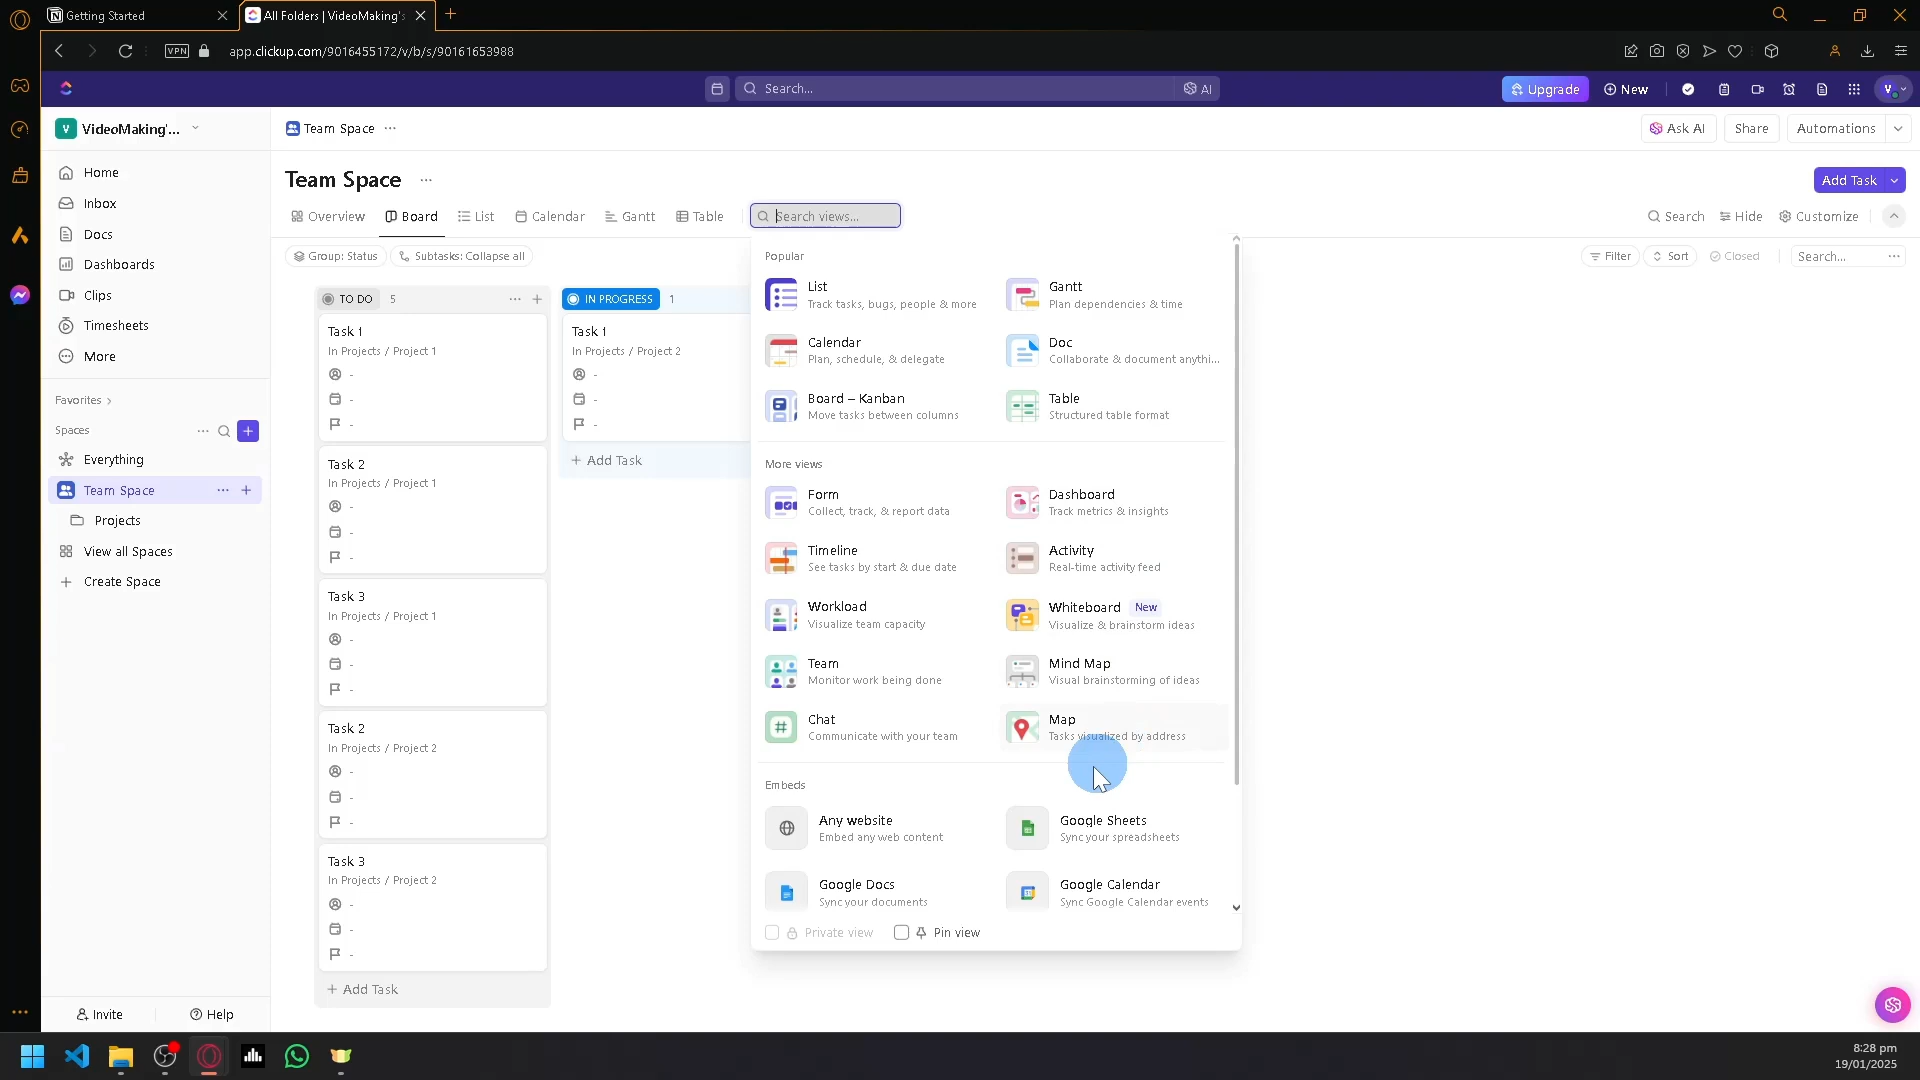 Getting Started
All Folders | VideoMaking's
VPN
app.clickup.com/9016455172/v/b/s/90161653988
Search...
AI
Upgrade
New
V
V
VideoMaking'...
Team Space
Ask AI
Share
Automations
Home
Inbox
Docs
Dashboards
Clips
Timesheets
More
Favorites
Spaces
Everything
Team Space
Projects
View all Spaces
Create Space
Invite
Help
Team Space
Add Task
Overview
Board
List
Calendar
Gantt
Table
Search views...
Search
Hide
Customize
Group: Status
Subtasks: Collapse all
Filter
Sort
Closed
Search...
TO DO
5
Task 1
In Projects / Project 1
-
-
-
Task 2
In Projects / Project 1
-
-
-
Task 3
In Projects / Project 1
-
-
-
Task 2
In Projects / Project 2
-
-
-
Task 3
In Projects / Project 2
-
-
-
+ Add Task
IN PROGRESS
1
Task 1
In Projects / Project 2
-
-
-
+ Add Task
Popular
List
Track tasks, bugs, people & more
Gantt
Plan dependencies & time
Calendar
Plan, schedule, & delegate
Doc
Collaborate & document anythi...
Board – Kanban
Move tasks between columns
Table
Structured table format
More views
Form
Collect, track, & report data
Dashboard
Track metrics & insights
Timeline
See tasks by start & due date
Activity
Real-time activity feed
Workload
Visualize team capacity
Whiteboard New
Visualize & brainstorm ideas
Team
Monitor work being done
Mind Map
Visual brainstorming of ideas
Chat
Communicate with your team
Map
Tasks visualized by address
Embeds
Any website
Embed any web content
Google Sheets
Sync your spreadsheets
Google Docs
Sync your documents
Google Calendar
Sync Google Calendar events
Private view
Pin view
8:28 pm
19/01/2025